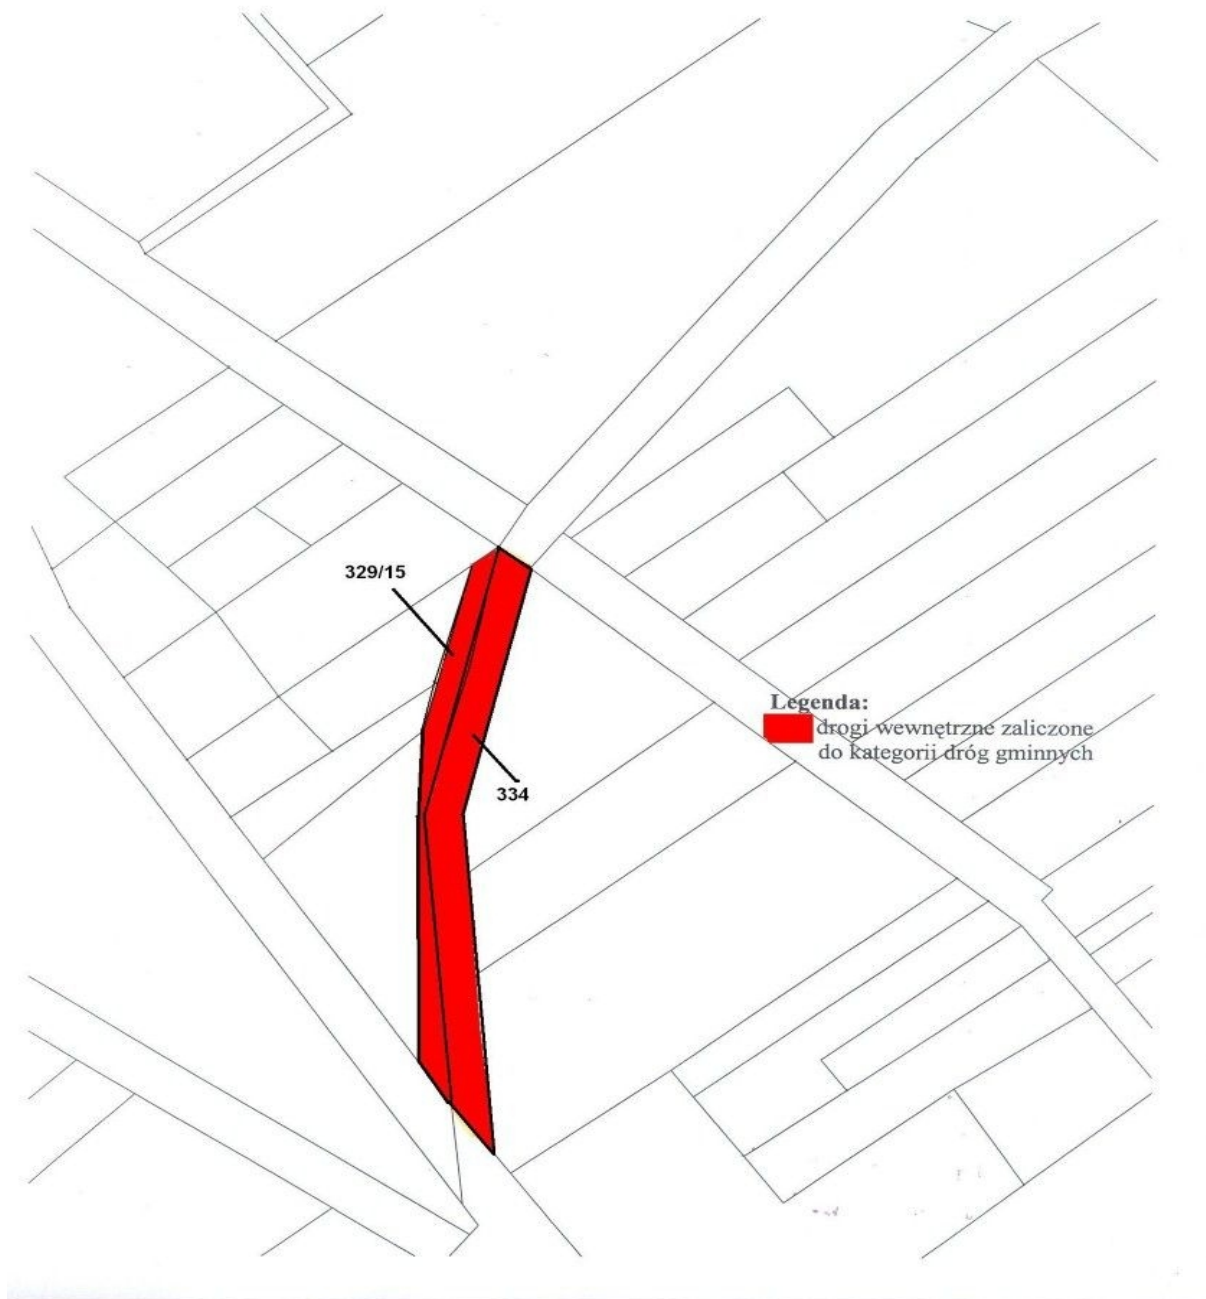 329/15
Legenda:
drogi wewnętrzne zaliczone
do kategorii dróg gminnych
334